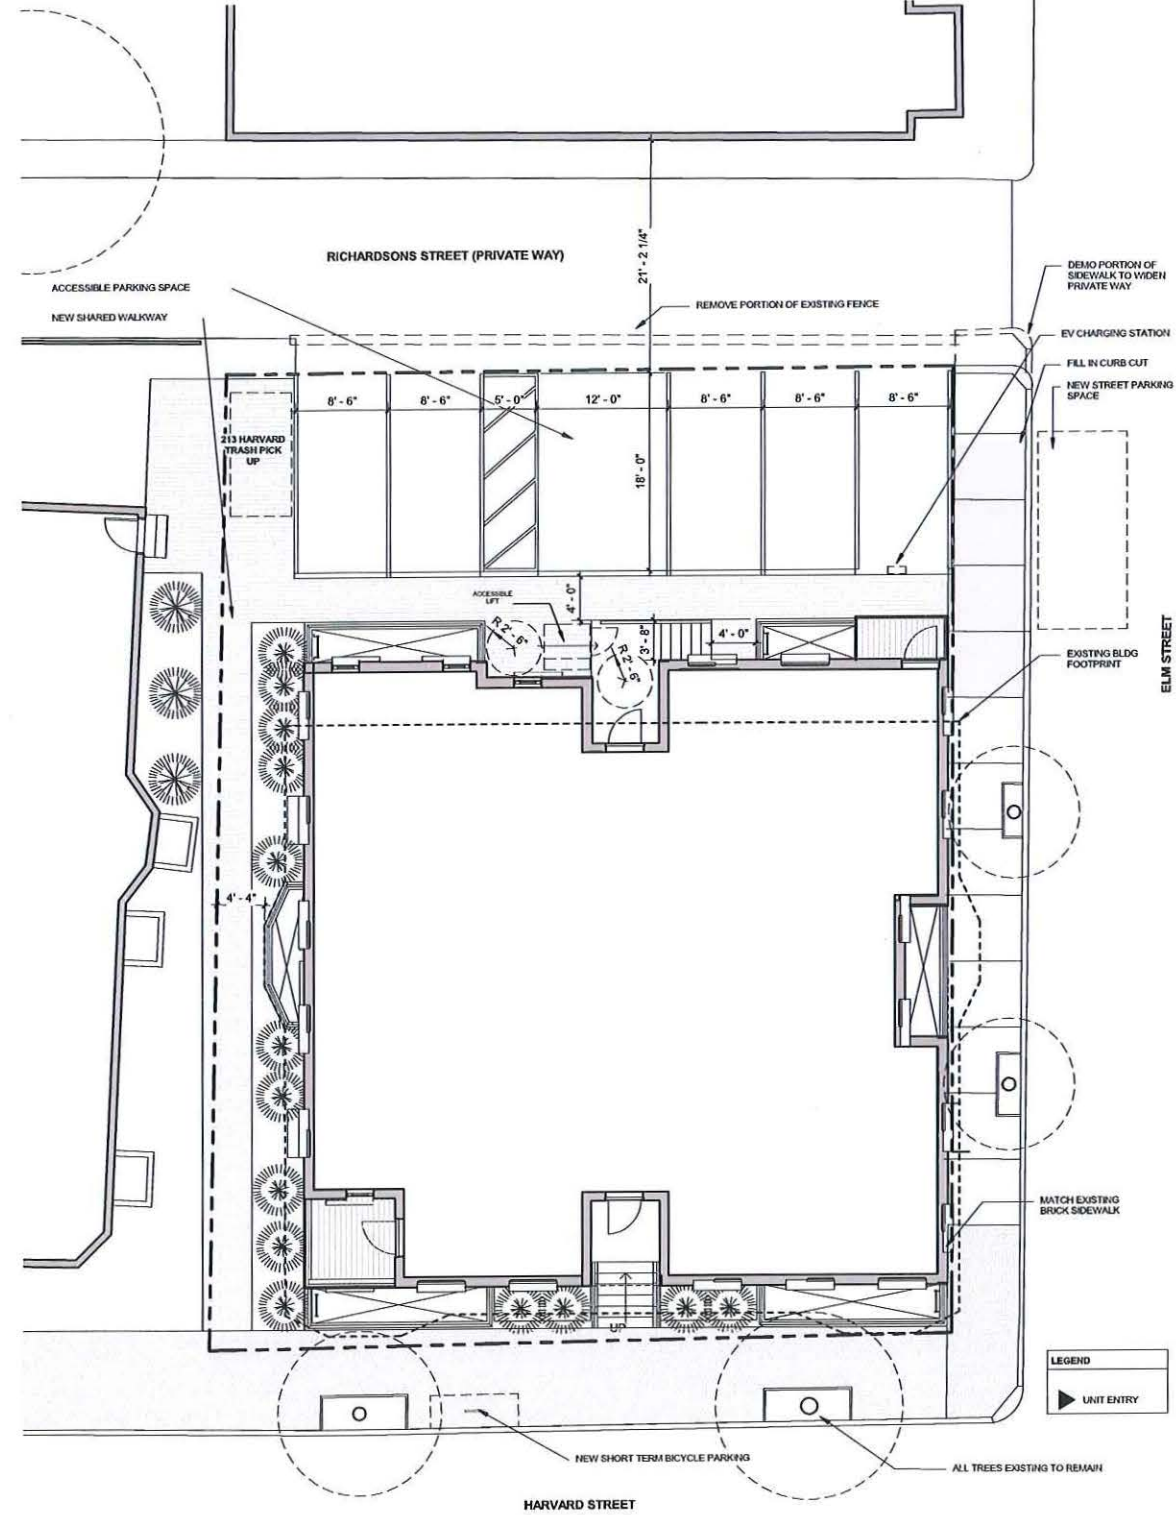 RICHARDSONS STREET (PRIVATE WAY)
21' - 2 1/4"
DEMO PORTION OF
SIDEWALK TO WIDEN
PRIVATE WAY
ACCESSIBLE PARKING SPACE
NEW SHARED WALKWAY
REMOVE PORTION OF EXISTING FENCE
EV CHARGING STATION
FILL IN CURB CUT
NEW STREET PARKING
SPACE
8' - 6"
8' - 6"
5' - 0"
12' - 0"
8' - 6"
8' - 6"
8' - 6"
213 HARVARD
TRASH PICK
UP
18' - 0"
ACCESSIBLE
LIFT
4' - 0"
R 2' - 6"
R 2' - 6"
3' - 8"
4' - 0"
EXISTING BLDG
FOOTPRINT
ELM STREET
4' - 4"
MATCH EXISTING
BRICK SIDEWALK
LEGEND
UNIT ENTRY
NEW SHORT TERM BICYCLE PARKING
ALL TREES EXISTING TO REMAIN
HARVARD STREET